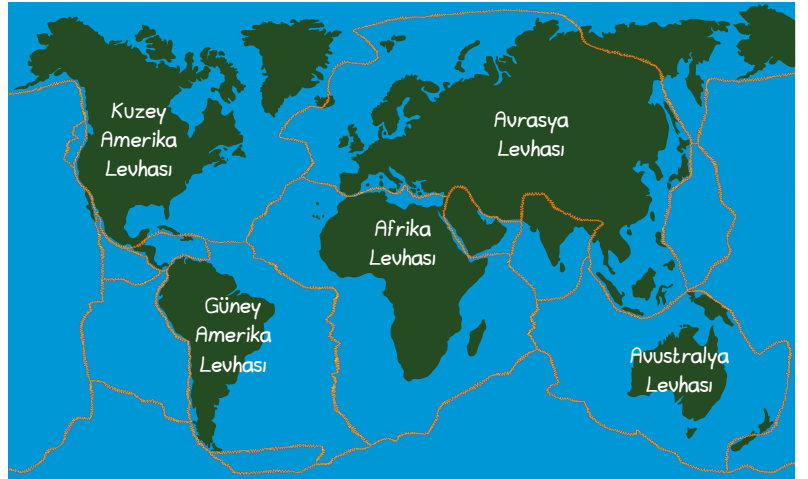 Kuzey
Amerika
Levhası
Avrasya
Levhası
Afrika
Levhası
Güney
Amerika
Levhası
Avustralya
Levhası